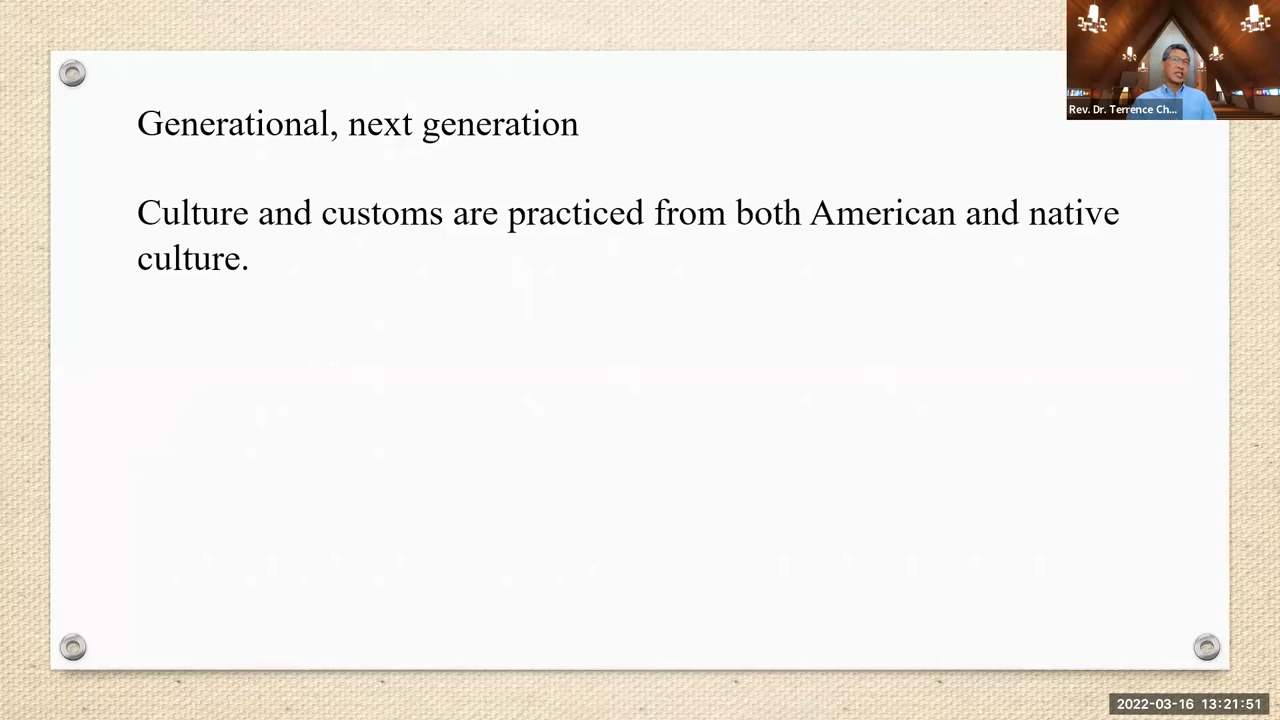 Rev. Dr. Terrence Ch...
Generational, next generation
Culture and customs are practiced from both American and native
culture.
2022-03-16 13:21:51